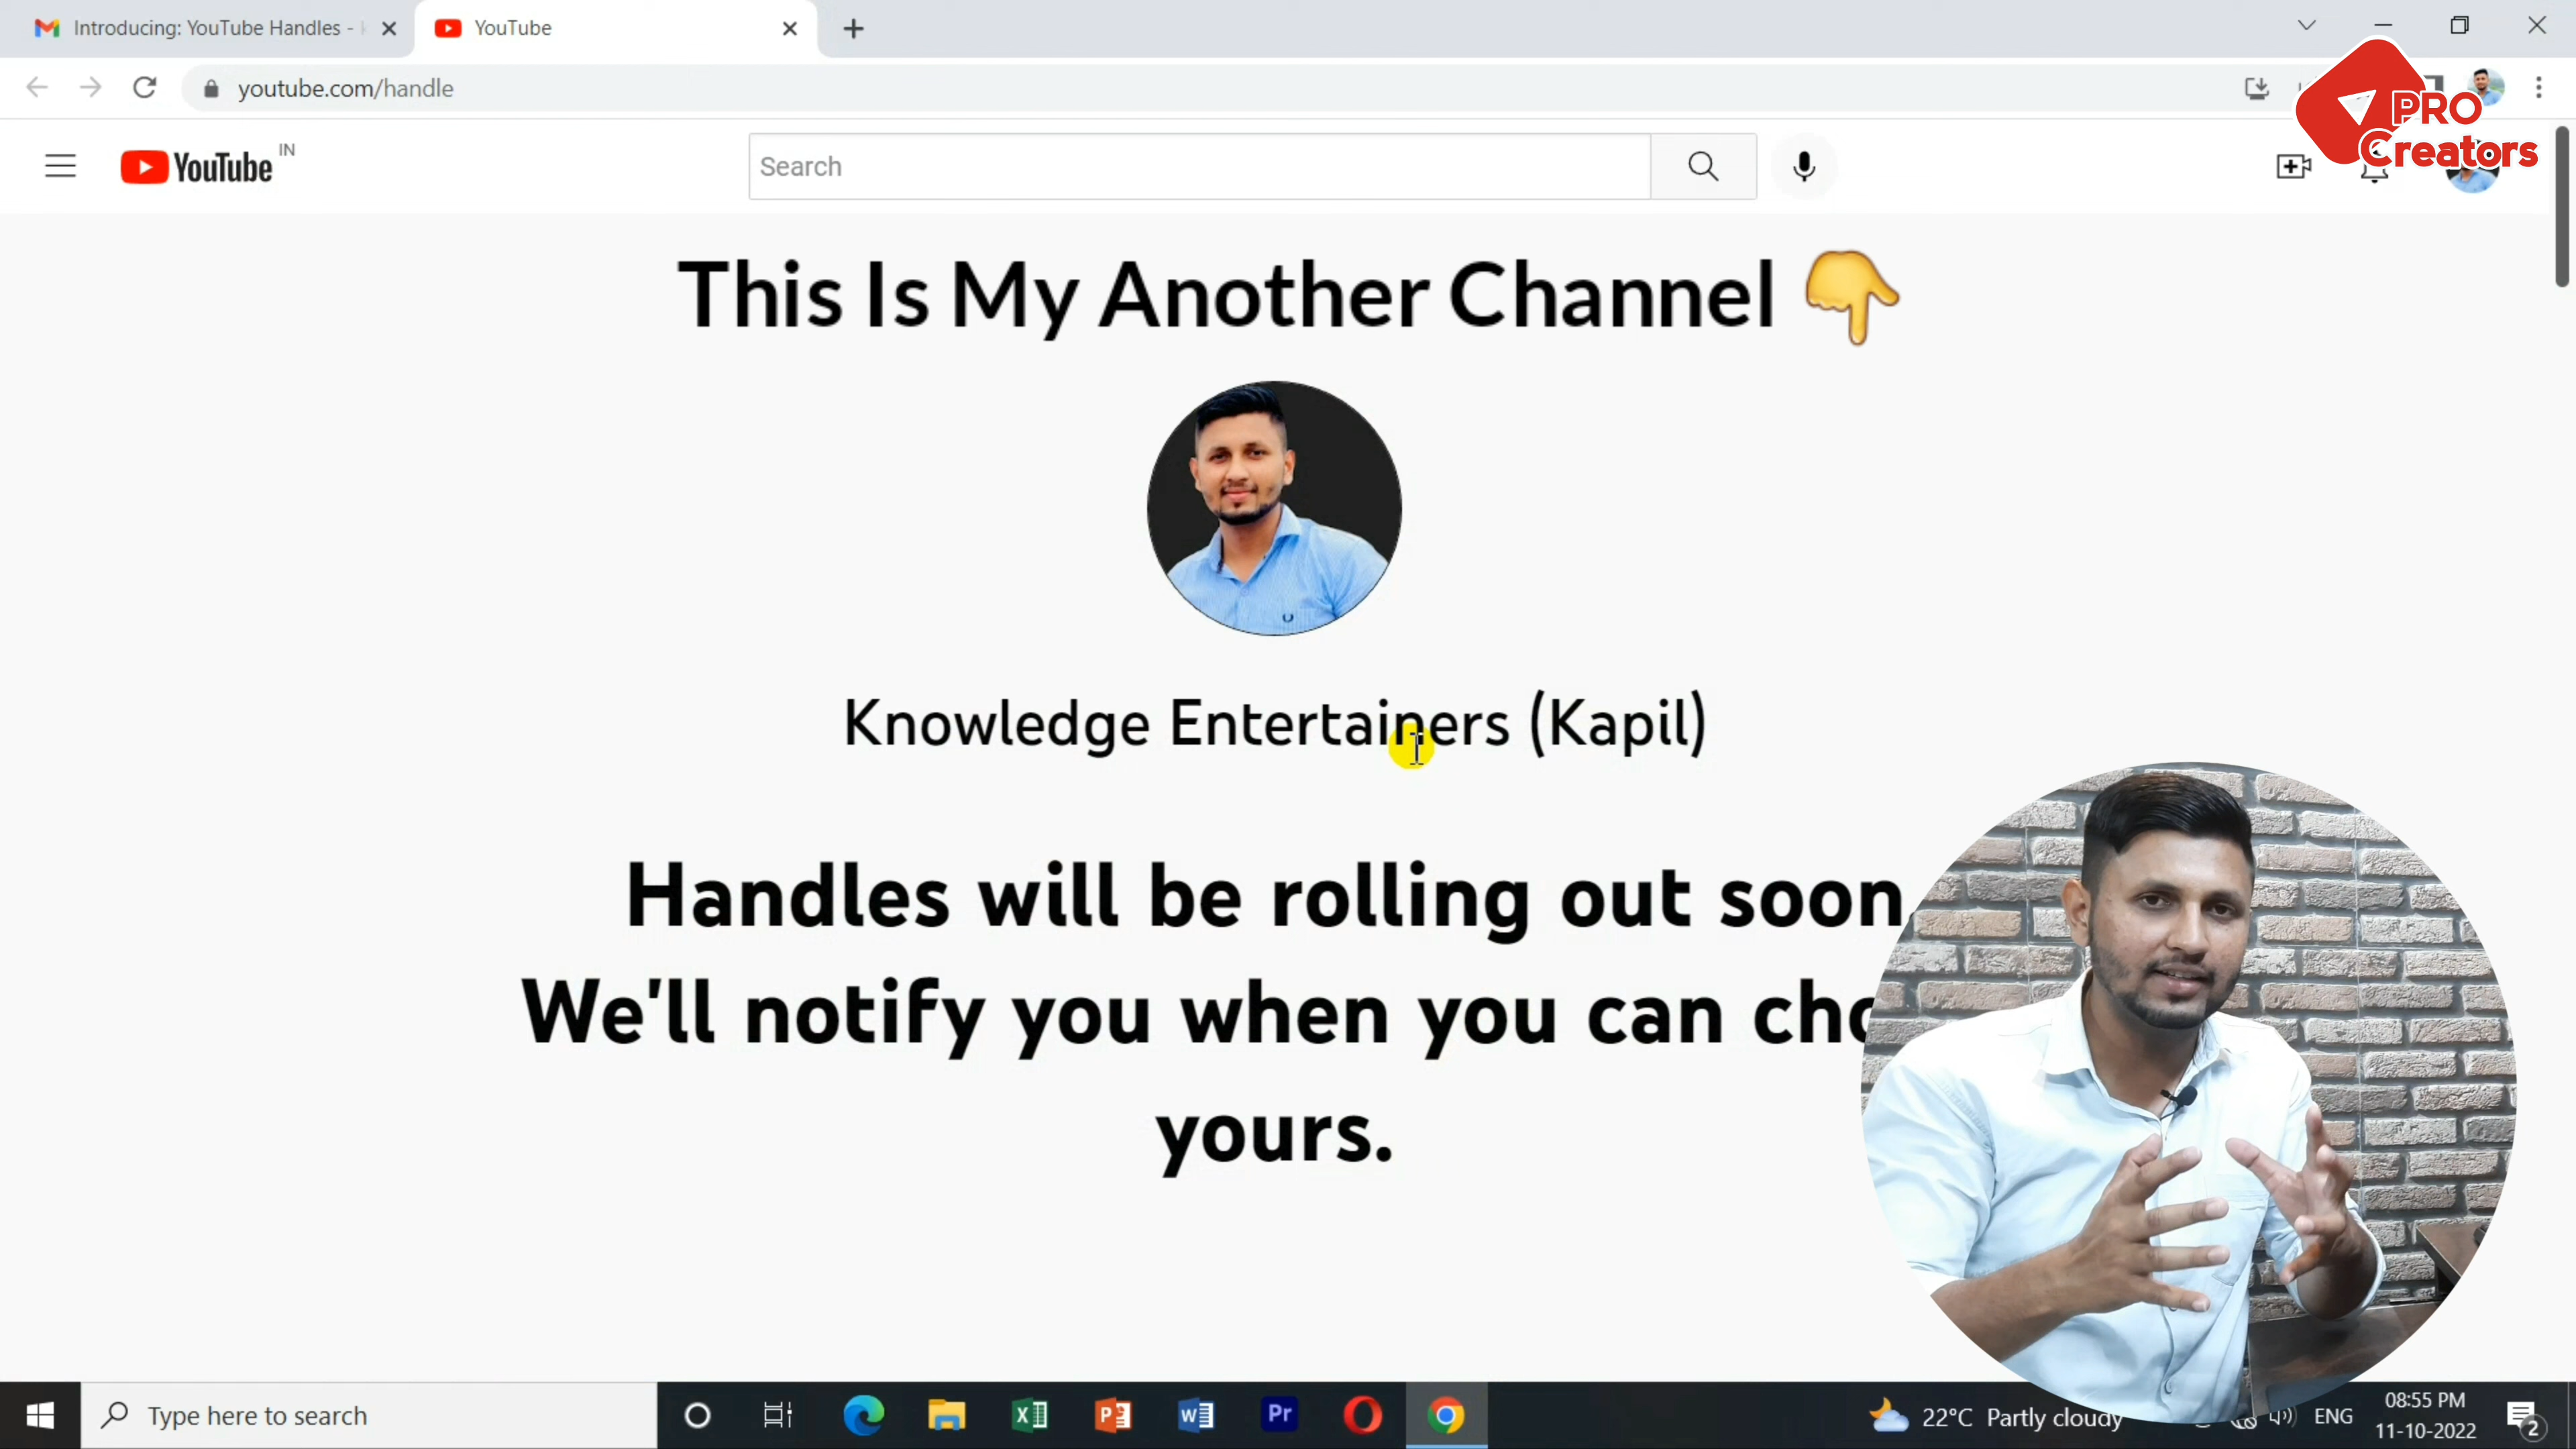 Introducing: YouTube Handles -
YouTube
youtube.com/handle
PRO
Creators
YouTube IN
Search
This Is My Another Channel
Knowledge Entertainers (Kapil)
Handles will be rolling out soon
We'll notify you when you can
yours.
Type here to search
Pr
22°C Partly cloudy
ENG
08:55 PM
11-10-2022
2